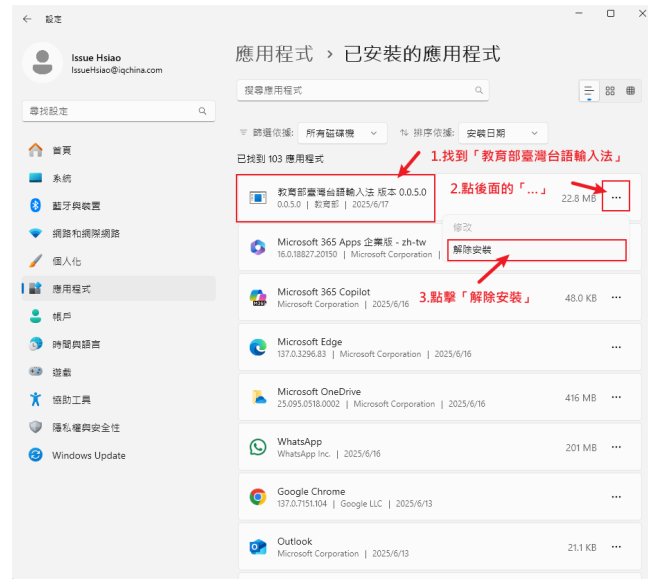 設定
Issue Hsiao
IssueHsiao@iqchina.com
尋找設定
首頁
系統
藍牙與裝置
網路和網際網路
個人化
應用程式
帳戶
時間與語言
遊戲
協助工具
隱私權與安全性
Windows Update
應用程式 › 已安裝的應用程式
搜尋應用程式
篩選依據: 所有磁碟機 排序依據: 安裝日期
已找到 103 應用程式
1.找到「教育部臺灣台語輸入法」
教育部臺灣台語輸入法 版本 0.0.5.0
0.0.5.0 | 教育部 | 2025/6/17
2.點後面的「...」
22.8 MB
修改
解除安裝
Microsoft 365 Apps 企業版 - zh-tw
16.0.18827.20150 | Microsoft Corporation |
3.點擊「解除安裝」
Microsoft 365 Copilot
Microsoft Corporation | 2025/6/16
48.0 KB
Microsoft Edge
137.0.3296.83 | Microsoft Corporation | 2025/6/16
Microsoft OneDrive
25.095.0518.0002 | Microsoft Corporation | 2025/6/16
416 MB
WhatsApp
WhatsApp Inc. | 2025/6/16
201 MB
Google Chrome
137.0.7151.104 | Google LLC | 2025/6/13
Outlook
Microsoft Corporation | 2025/6/13
21.1 KB